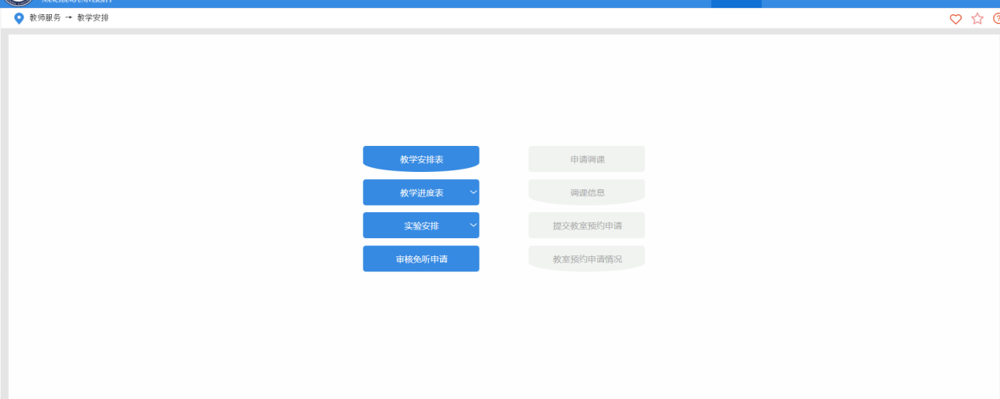 教师服务 → 教学安排
教学安排表
申请调课
教学进度表
调课信息
实验安排
提交教室预约申请
审核免听申请
教室预约申请情况